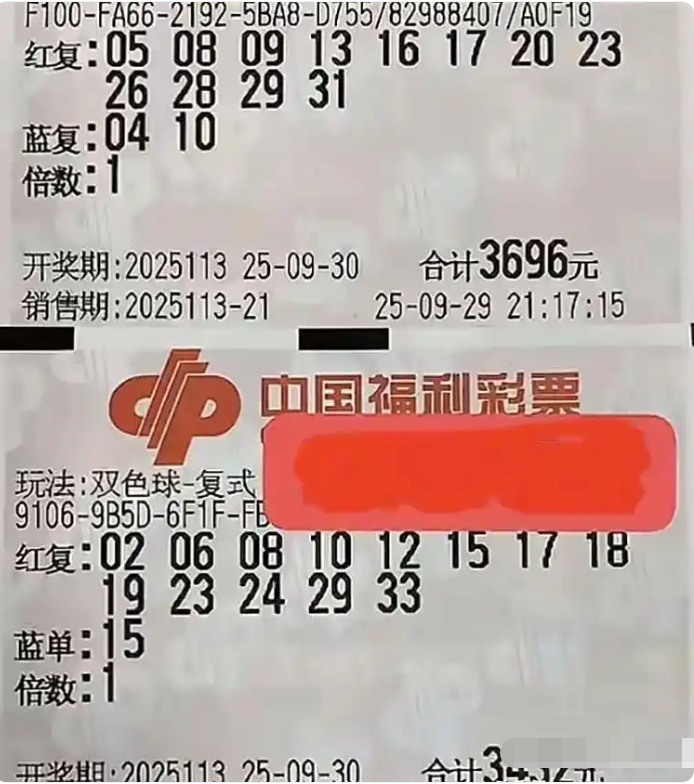 F100-FA66-2192-5BA8-D755/82988407/A0F19
红复:05 08 09 13 16 17 20 23
26 28 29 31
蓝复:04 10
倍数:1
开奖期:2025113 25-09-30 合计3696元
销售期:2025113-21 25-09-29 21:17:15
中国福利彩票
玩法:双色球-复式
9106-9B5D-6F1F-FB
红复:02 06 08 10 12 15 17 18
19 23 24 29 33
蓝单:15
倍数:1
开奖期:2025113 25-09-30 合计3432元